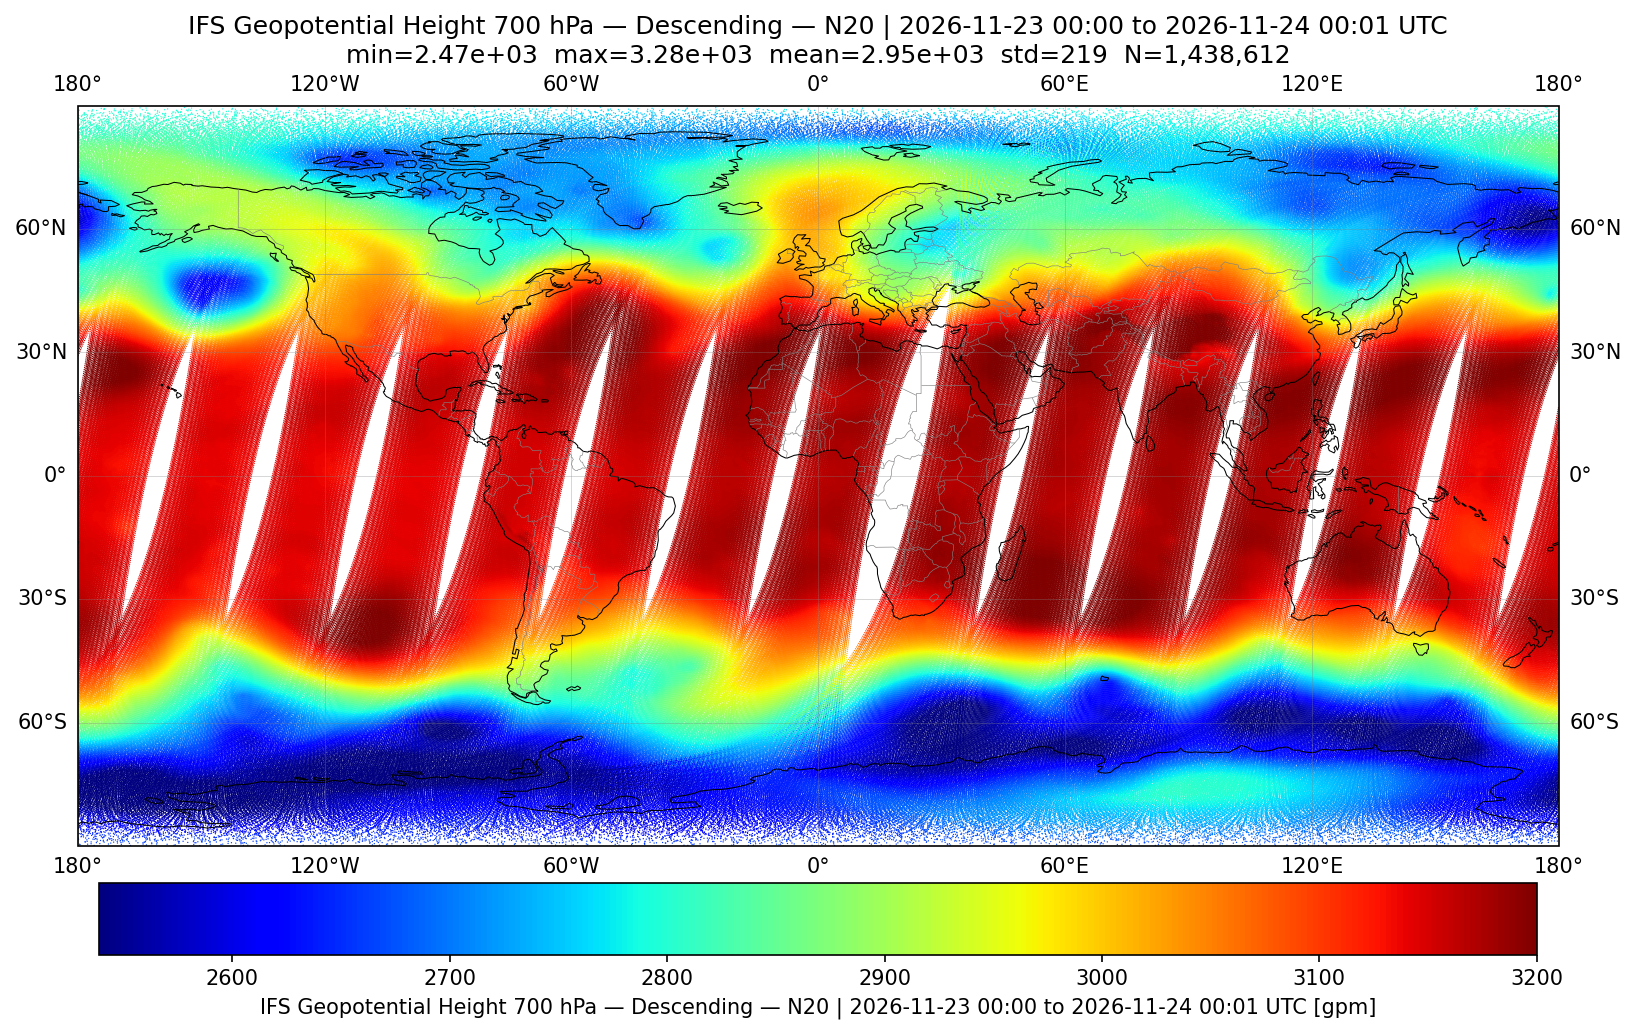 IFS Geopotential Height 700 hPa — Descending — N20 | 2026-11-23 00:00 to 2026-11-24 00:01 UTC
min=2.47e+03  max=3.28e+03  mean=2.95e+03  std=219  N=1,438,612
180° 120°W 60°W 0° 60°E 120°E 180°
60°N 60°N
30°N 30°N
0° 0°
30°S 30°S
60°S 60°S
180° 120°W 60°W 0° 60°E 120°E 180°
2600 2700 2800 2900 3000 3100 3200
IFS Geopotential Height 700 hPa — Descending — N20 | 2026-11-23 00:00 to 2026-11-24 00:01 UTC [gpm]